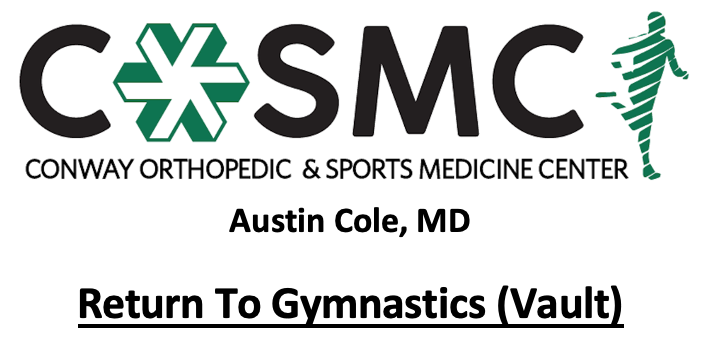 COSMC
CONWAY ORTHOPEDIC & SPORTS MEDICINE CENTER
Austin Cole, MD
Return To Gymnastics (Vault)